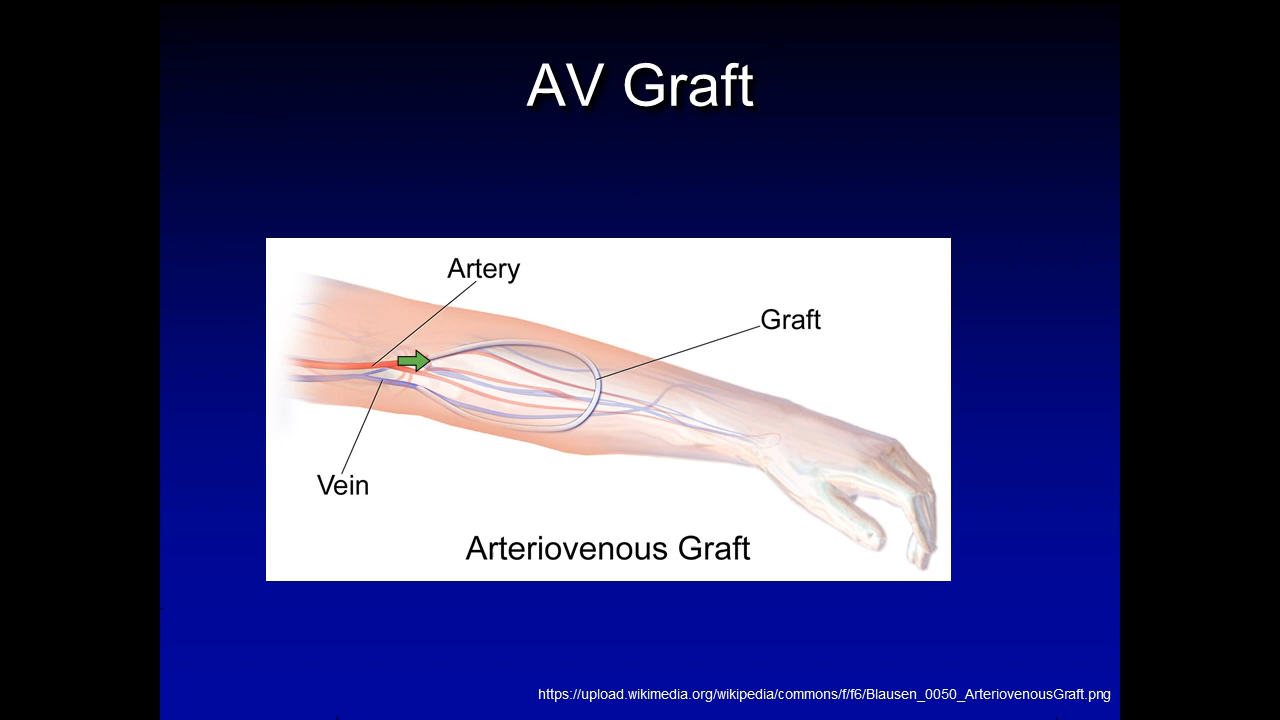 AV Graft
Artery
Graft
Vein
Arteriovenous Graft
https://upload.wikimedia.org/wikipedia/commons/f/f6/Blausen_0050_ArteriovenousGraft.png